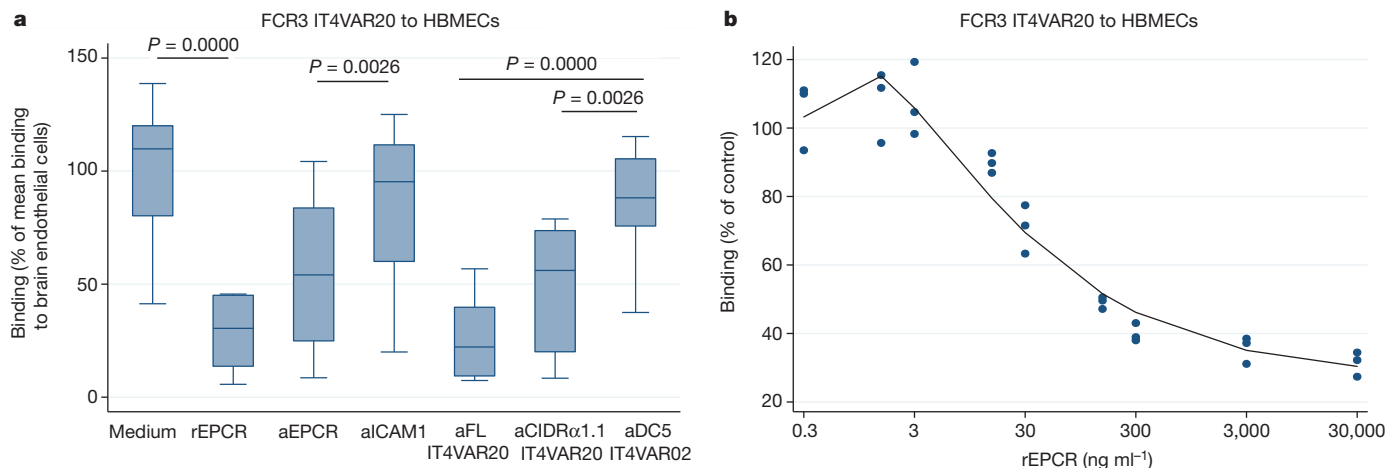 a
FCR3 IT4VAR20 to HBMECs
P = 0.0000
P = 0.0026
P = 0.0000
P = 0.0026
150
100
50
0
Binding (% of mean binding
to brain endothelial cells)
Medium rEPCR aEPCR aICAM1 aFL aCIDRα1.1 aDC5
IT4VAR20 IT4VAR20 IT4VAR02
b
FCR3 IT4VAR20 to HBMECs
120
100
80
60
40
20
Binding (% of control)
0.3 3 30 300 3,000 30,000
rEPCR (ng ml⁻¹)